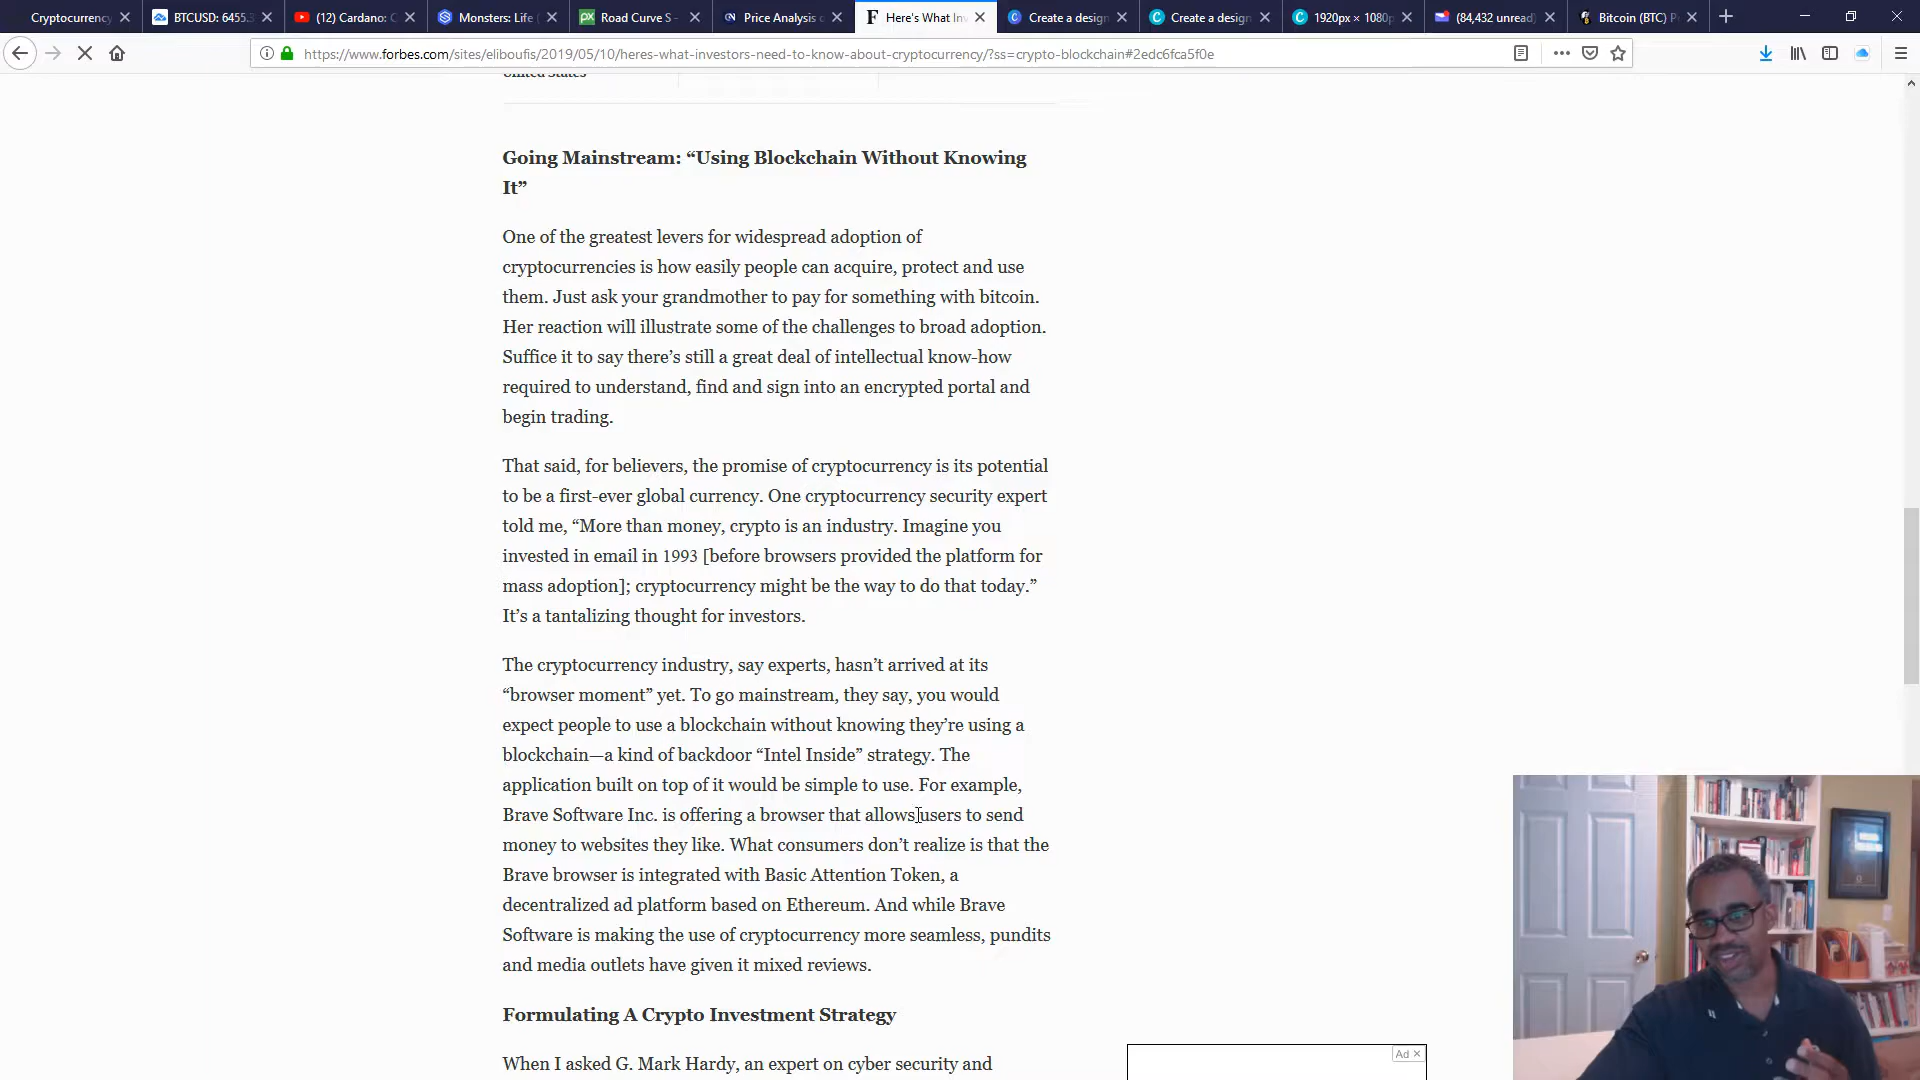 Cryptocurrency
BTCUSD: 6455.
(12) Cardano: C
Monsters: Life (
Road Curve S -
Price Analysis o
Here's What Inv
Create a design
Create a design
1920px × 1080p
(84,432 unread)
Bitcoin (BTC) P
https://www.forbes.com/sites/eliboufis/2019/05/10/heres-what-investors-need-to-know-about-cryptocurrency/?ss=crypto-blockchain#2edc6fca5f0e
United States
Going Mainstream: “Using Blockchain Without Knowing
It”
One of the greatest levers for widespread adoption of
cryptocurrencies is how easily people can acquire, protect and use
them. Just ask your grandmother to pay for something with bitcoin.
Her reaction will illustrate some of the challenges to broad adoption.
Suffice it to say there’s still a great deal of intellectual know-how
required to understand, find and sign into an encrypted portal and
begin trading.
That said, for believers, the promise of cryptocurrency is its potential
to be a first-ever global currency. One cryptocurrency security expert
told me, “More than money, crypto is an industry. Imagine you
invested in email in 1993 [before browsers provided the platform for
mass adoption]; cryptocurrency might be the way to do that today.”
It’s a tantalizing thought for investors.
The cryptocurrency industry, say experts, hasn’t arrived at its
“browser moment” yet. To go mainstream, they say, you would
expect people to use a blockchain without knowing they’re using a
blockchain—a kind of backdoor “Intel Inside” strategy. The
application built on top of it would be simple to use. For example,
Brave Software Inc. is offering a browser that allows users to send
money to websites they like. What consumers don’t realize is that the
Brave browser is integrated with Basic Attention Token, a
decentralized ad platform based on Ethereum. And while Brave
Software is making the use of cryptocurrency more seamless, pundits
and media outlets have given it mixed reviews.
Formulating A Crypto Investment Strategy
When I asked G. Mark Hardy, an expert on cyber security and
Ad